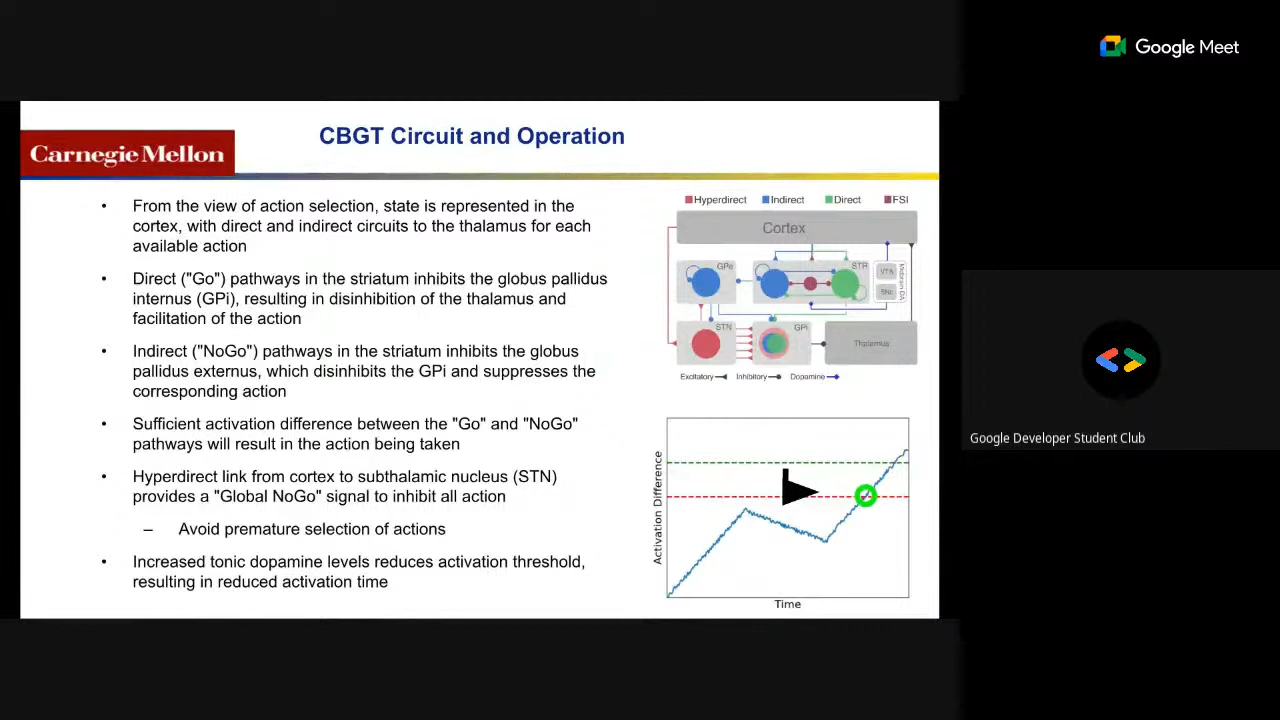 Google Meet
CBGT Circuit and Operation
Carnegie Mellon
• From the view of action selection, state is represented in the
cortex, with direct and indirect circuits to the thalamus for each
available action
• Direct ("Go") pathways in the striatum inhibits the globus pallidus
internus (GPi), resulting in disinhibition of the thalamus and
facilitation of the action
• Indirect ("NoGo") pathways in the striatum inhibits the globus
pallidus externus, which disinhibits the GPi and suppresses the
corresponding action
• Sufficient activation difference between the "Go" and "NoGo"
pathways will result in the action being taken
• Hyperdirect link from cortex to subthalamic nucleus (STN)
provides a "Global NoGo" signal to inhibit all action
– Avoid premature selection of actions
• Increased tonic dopamine levels reduces activation threshold,
resulting in reduced activation time
Hyperdirect Indirect Direct FSI
Cortex
GPe
STR
VTA
SNc
Midbrain DA
STN
GPi
Thalamus
Excitatory Inhibitory Dopamine
Activation Difference
Time
Google Developer Student Club